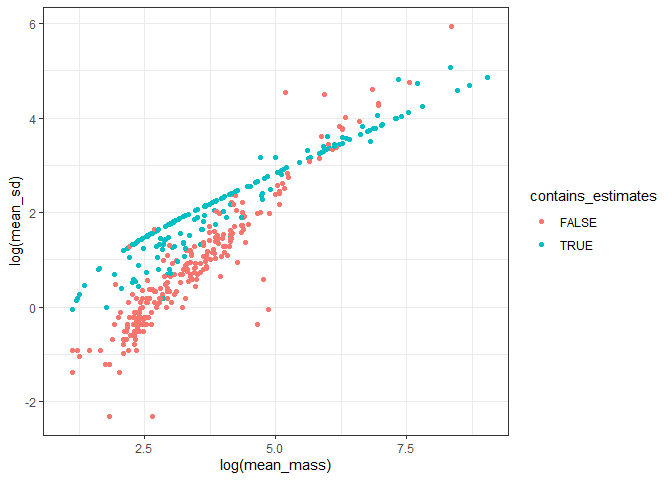 6
4
2
0
-2
log(mean_sd)
2.5 5.0 7.5
log(mean_mass)
contains_estimates
FALSE
TRUE